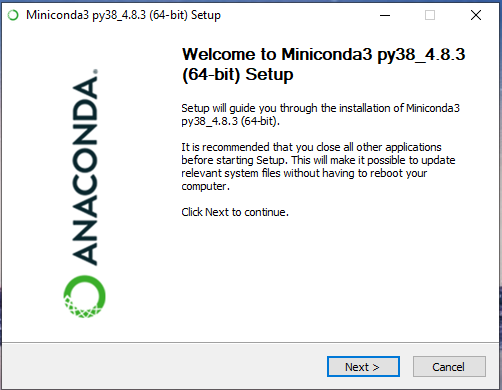 Miniconda3 py38_4.8.3 (64-bit) Setup
Welcome to Miniconda3 py38_4.8.3
(64-bit) Setup
Setup will guide you through the installation of Miniconda3
py38_4.8.3 (64-bit).
It is recommended that you close all other applications
before starting Setup. This will make it possible to update
relevant system files without having to reboot your
computer.
Click Next to continue.
ANACONDA.
Next >
Cancel